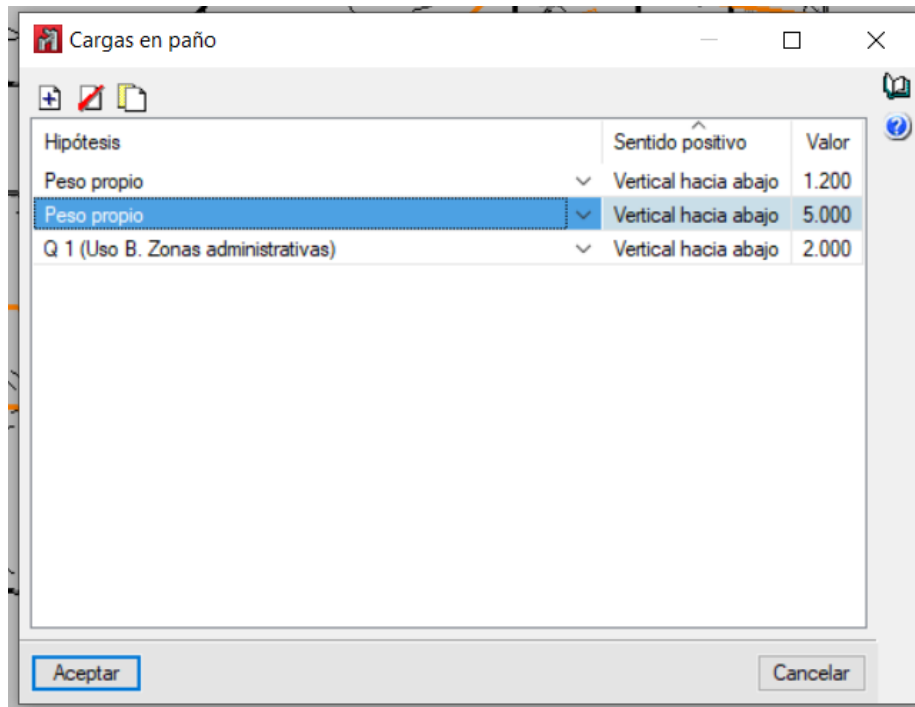 Cargas en paño
Hipótesis Sentido positivo Valor
Peso propio Vertical hacia abajo 1.200
Peso propio Vertical hacia abajo 5.000
Q 1 (Uso B. Zonas administrativas) Vertical hacia abajo 2.000
Aceptar Cancelar